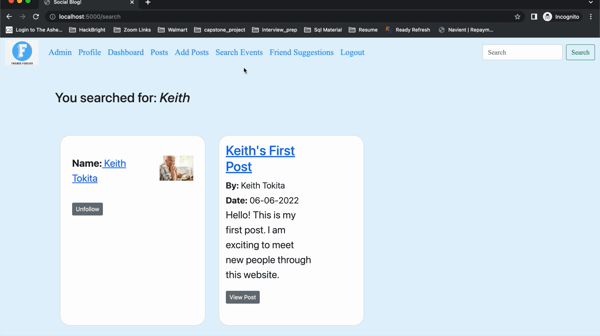 Social Blog!
localhost:5000/search
Incognito
Login to The Ashe...
HackBright
Zoom Links
Walmart
capstone_project
interview_prep
Sql Material
Resume
Ready Refresh
Navient | Repaym...
Admin
Profile
Dashboard
Posts
Add Posts
Search Events
Friend Suggestions
Logout
Search
Search
You searched for: Keith
Name: Keith
Tokita
Unfollow
Keith's First
Post
By: Keith Tokita
Date: 06-06-2022
Hello! This is my
first post. I am
exciting to meet
new people through
this website.
View Post